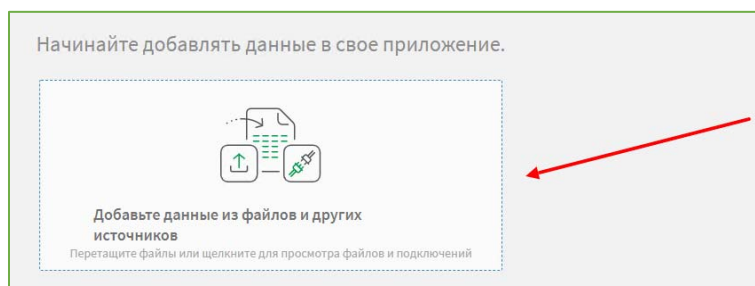 Начинайте добавлять данные в свое приложение.
Добавьте данные из файлов и других
источников
Перетащите файлы или щелкните для просмотра файлов и подключений